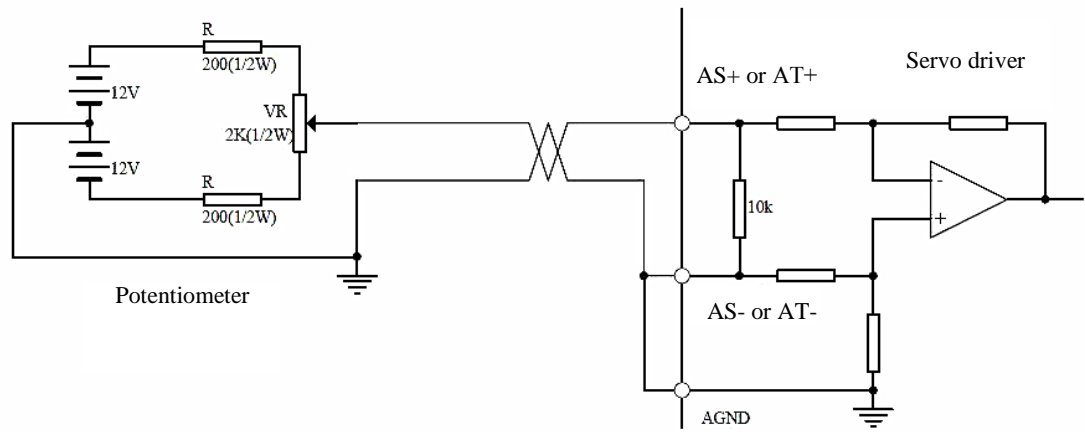 R
200(1/2W)
12V
VR
2K(1/2W)
12V
R
200(1/2W)
Potentiometer
AS+ or AT+
Servo driver
10k
-
+
AS- or AT-
AGND